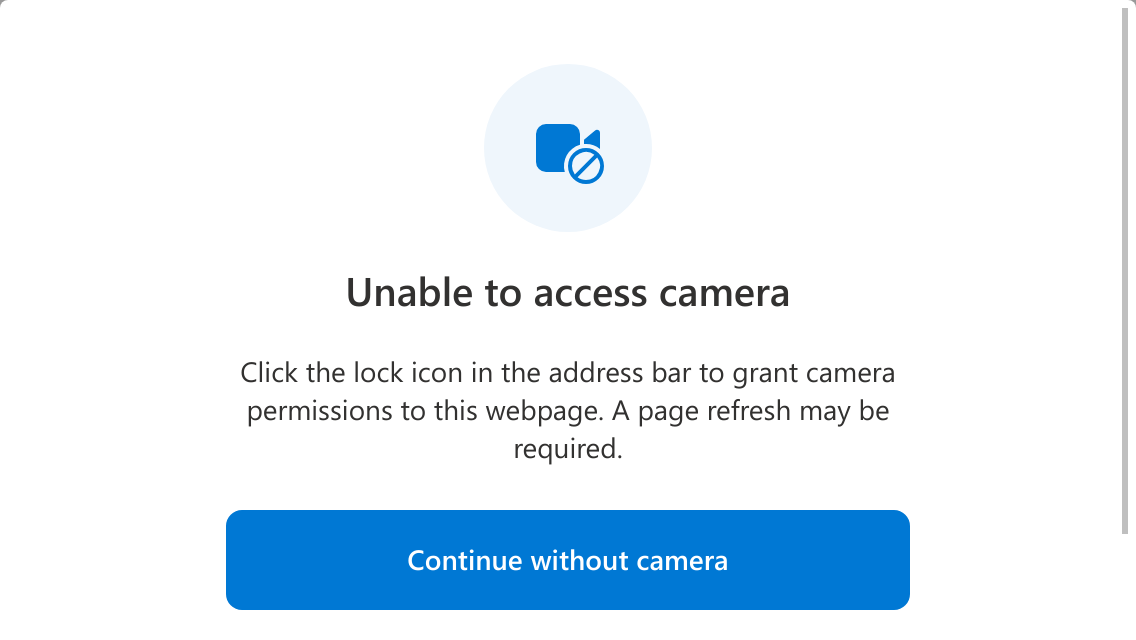 Unable to access camera
Click the lock icon in the address bar to grant camera
permissions to this webpage. A page refresh may be
required.
Continue without camera